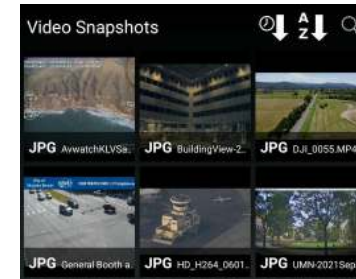 Video Snapshots
A
Z
JPG AvwatchKLVSa..
JPG BuildingView-2..
JPG DJI_0055.MP4
JPG General Booth a..
JPG HD_H264_0601..
JPG UMN-2021Sep